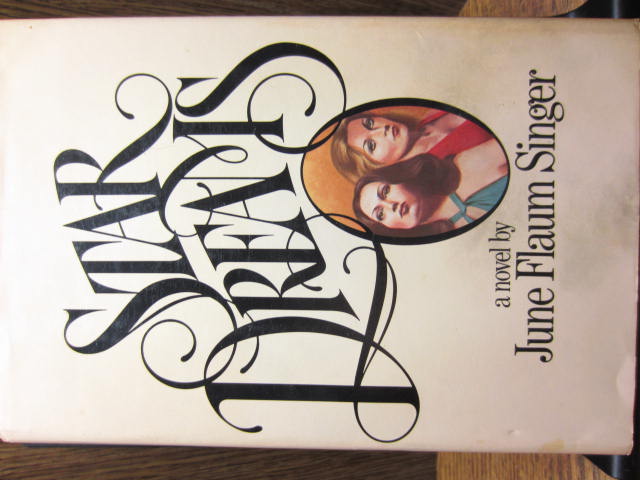 STAR
DREAMS
a novel by
June Flaum Singer